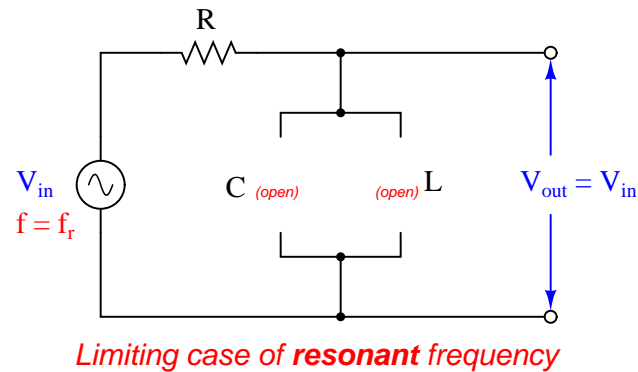 R
V_in
f = f_r
C (open)
(open) L
V_out = V_in
Limiting case of resonant frequency